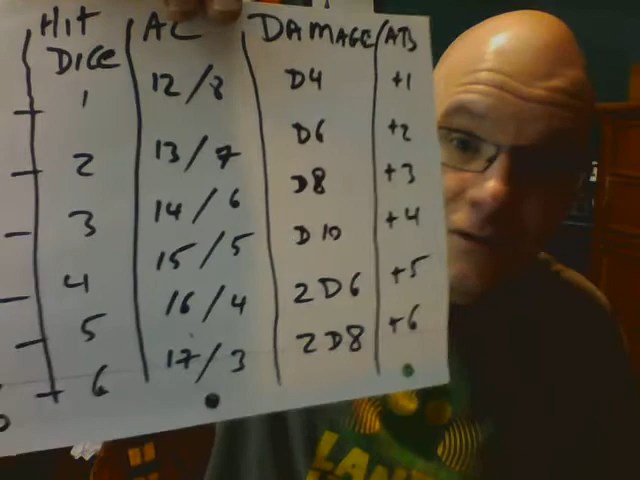 HIT DICE AC DAMAGE/ATB
1 12/8 D4 +1
2 13/7 D6 +2
3 14/6 D8 +3
4 15/5 D10 +4
5 16/4 2D6 +5
6 17/3 2D8 +6